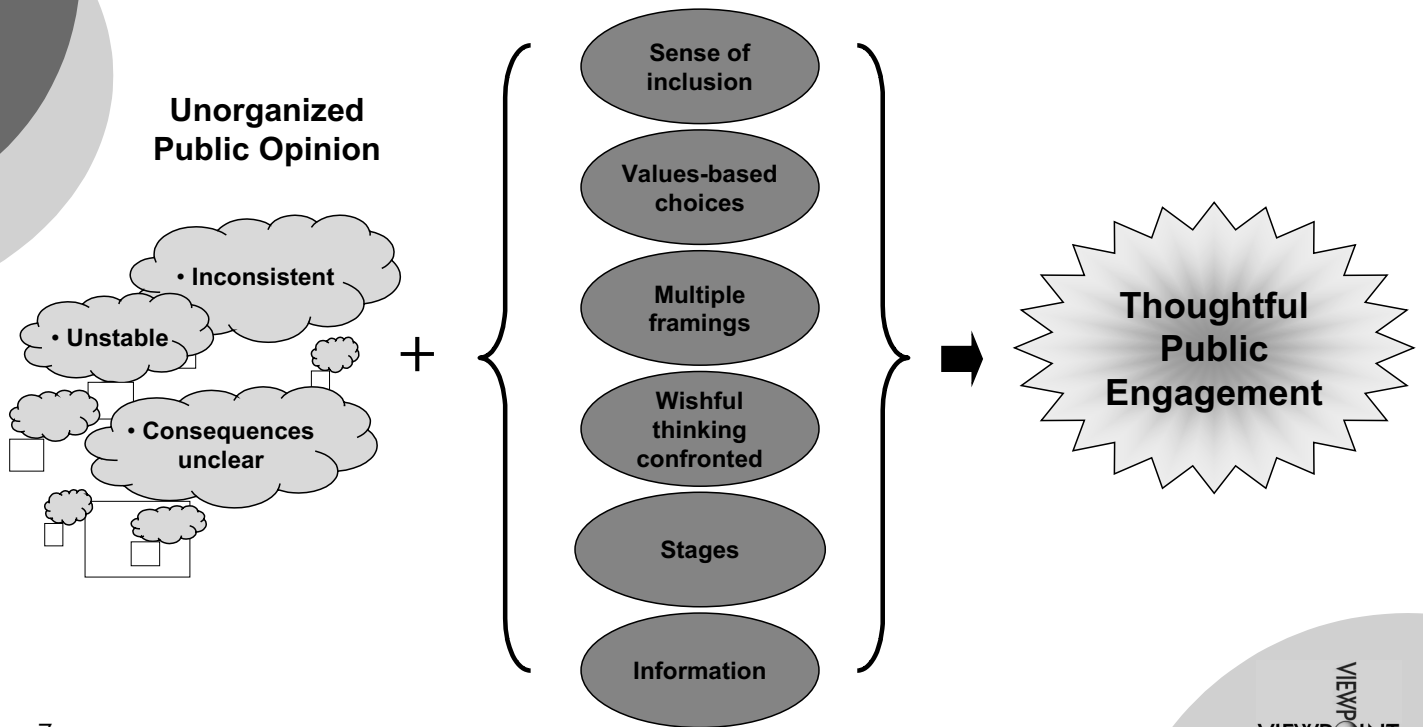 Unorganized
Public Opinion
• Inconsistent
• Unstable
• Consequences
unclear
+
Sense of
inclusion
Values-based
choices
Multiple
framings
Wishful
thinking
confronted
Stages
Information
Thoughtful
Public
Engagement